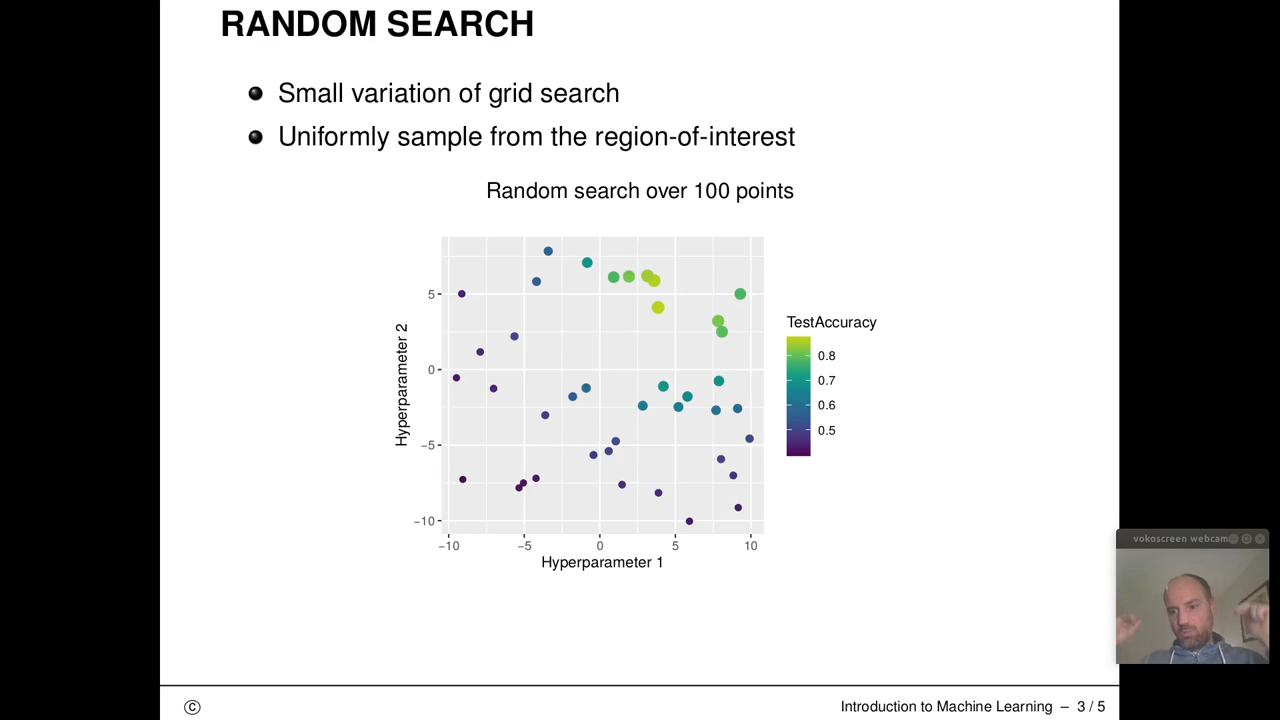 RANDOM SEARCH
Small variation of grid search
Uniformly sample from the region-of-interest
Random search over 100 points
5
0
−5
−10
Hyperparameter 2
−10 −5 0 5 10
Hyperparameter 1
TestAccuracy
0.8
0.7
0.6
0.5
vokoscreen webcam
© Introduction to Machine Learning – 3 / 5